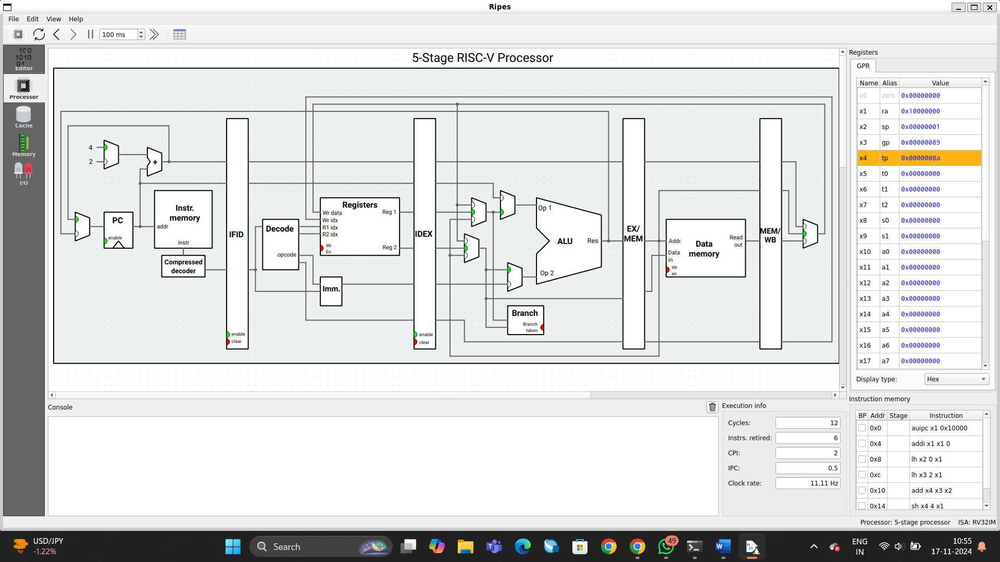 Ripes
File Edit View Help
100 ms
Editor
Processor
Cache
Memory
I/O
5-Stage RISC-V Processor
4
2
+
PC
enable
Instr.
memory
addr
instr
Compressed
decoder
IFID
enable
clear
Decode
opcode
Registers
Wr data
Wr idx
R1 idx
R2 idx
Wr
En
Reg 1
Reg 2
Imm.
IDEX
enable
clear
Op 1
ALU
Res
Op 2
Branch
Branch
taken
EX/
MEM
Addr.
Data
in
Wr
en
Data
memory
Read
out
MEM/
WB
Registers
GPR
Name Alias Value
x0 zero 0x00000000
x1 ra 0x10000000
x2 sp 0x00000001
x3 gp 0x00000089
x4 tp 0x0000008a
x5 t0 0x00000000
x6 t1 0x00000000
x7 t2 0x00000000
x8 s0 0x00000000
x9 s1 0x00000000
x10 a0 0x00000000
x11 a1 0x00000000
x12 a2 0x00000000
x13 a3 0x00000000
x14 a4 0x00000000
x15 a5 0x00000000
x16 a6 0x00000000
x17 a7 0x00000000
Display type: Hex
Console
Execution info
Cycles: 12
Instrs. retired: 6
CPI: 2
IPC: 0.5
Clock rate: 11.11 Hz
Instruction memory
BP Addr Stage Instruction
0x0 auipc x1 0x10000
0x4 addi x1 x1 0
0x8 lh x2 0 x1
0xc lh x3 2 x1
0x10 add x4 x3 x2
0x14 sh x4 4 x1
Processor: 5-stage processor ISA: RV32IM
USD/JPY
-1.22%
Search
49
ENG
IN
10:55
17-11-2024